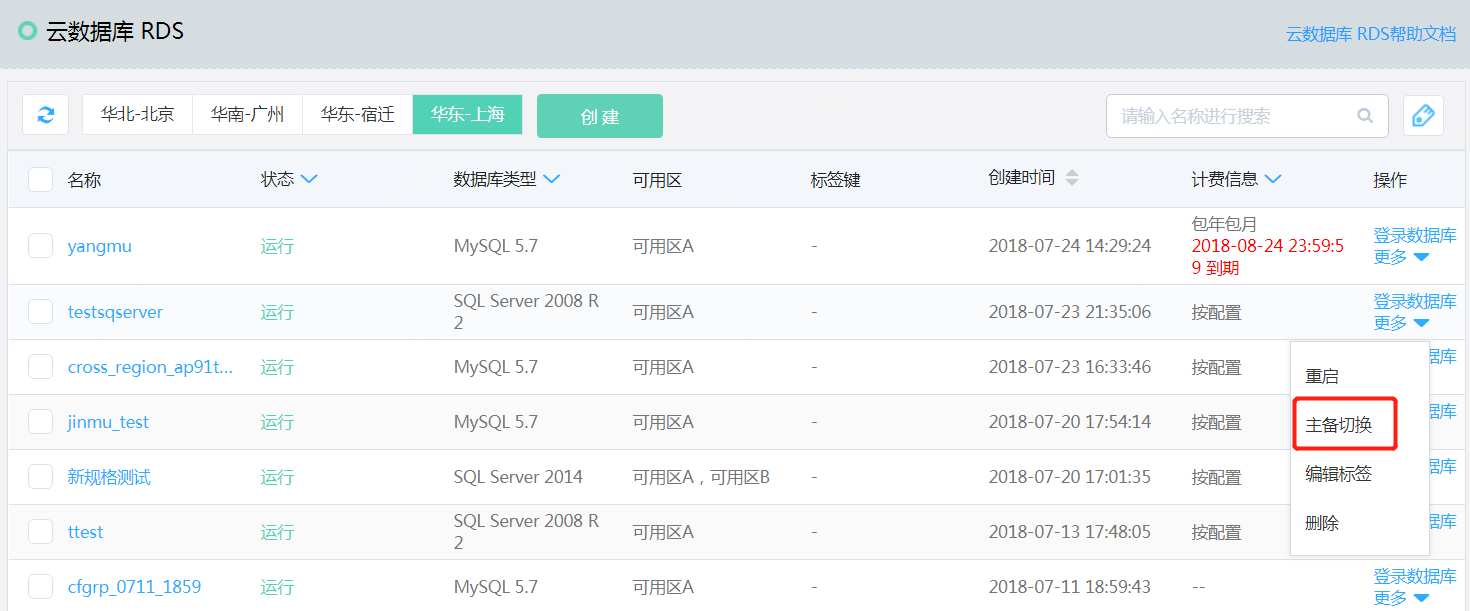 云数据库 RDS
云数据库 RDS帮助文档
华北-北京 华南-广州 华东-宿迁 华东-上海 创 建 请输入名称进行搜索
名称 状态 数据库类型 可用区 标签键 创建时间 计费信息 操作
yangmu 运行 MySQL 5.7 可用区A - 2018-07-24 14:29:24
包年包月
2018-08-24 23:59:5
9 到期
登录数据库
更多
testsqserver 运行
SQL Server 2008 R
2
可用区A - 2018-07-23 21:35:06 按配置
登录数据库
更多
cross_region_ap91t... 运行 MySQL 5.7 可用区A - 2018-07-23 16:33:46 按配置
居库
jinmu_test 运行 MySQL 5.7 可用区A - 2018-07-20 17:54:14 按配置
居库
新规格测试 运行 SQL Server 2014 可用区A，可用区B - 2018-07-20 17:01:35 按配置
居库
ttest 运行
SQL Server 2008 R
2
可用区A - 2018-07-13 17:48:05 按配置
居库
重启
主备切换
编辑标签
删除
cfgrp_0711_1859 运行 MySQL 5.7 可用区A - 2018-07-11 18:59:43 --
登录数据库
更多